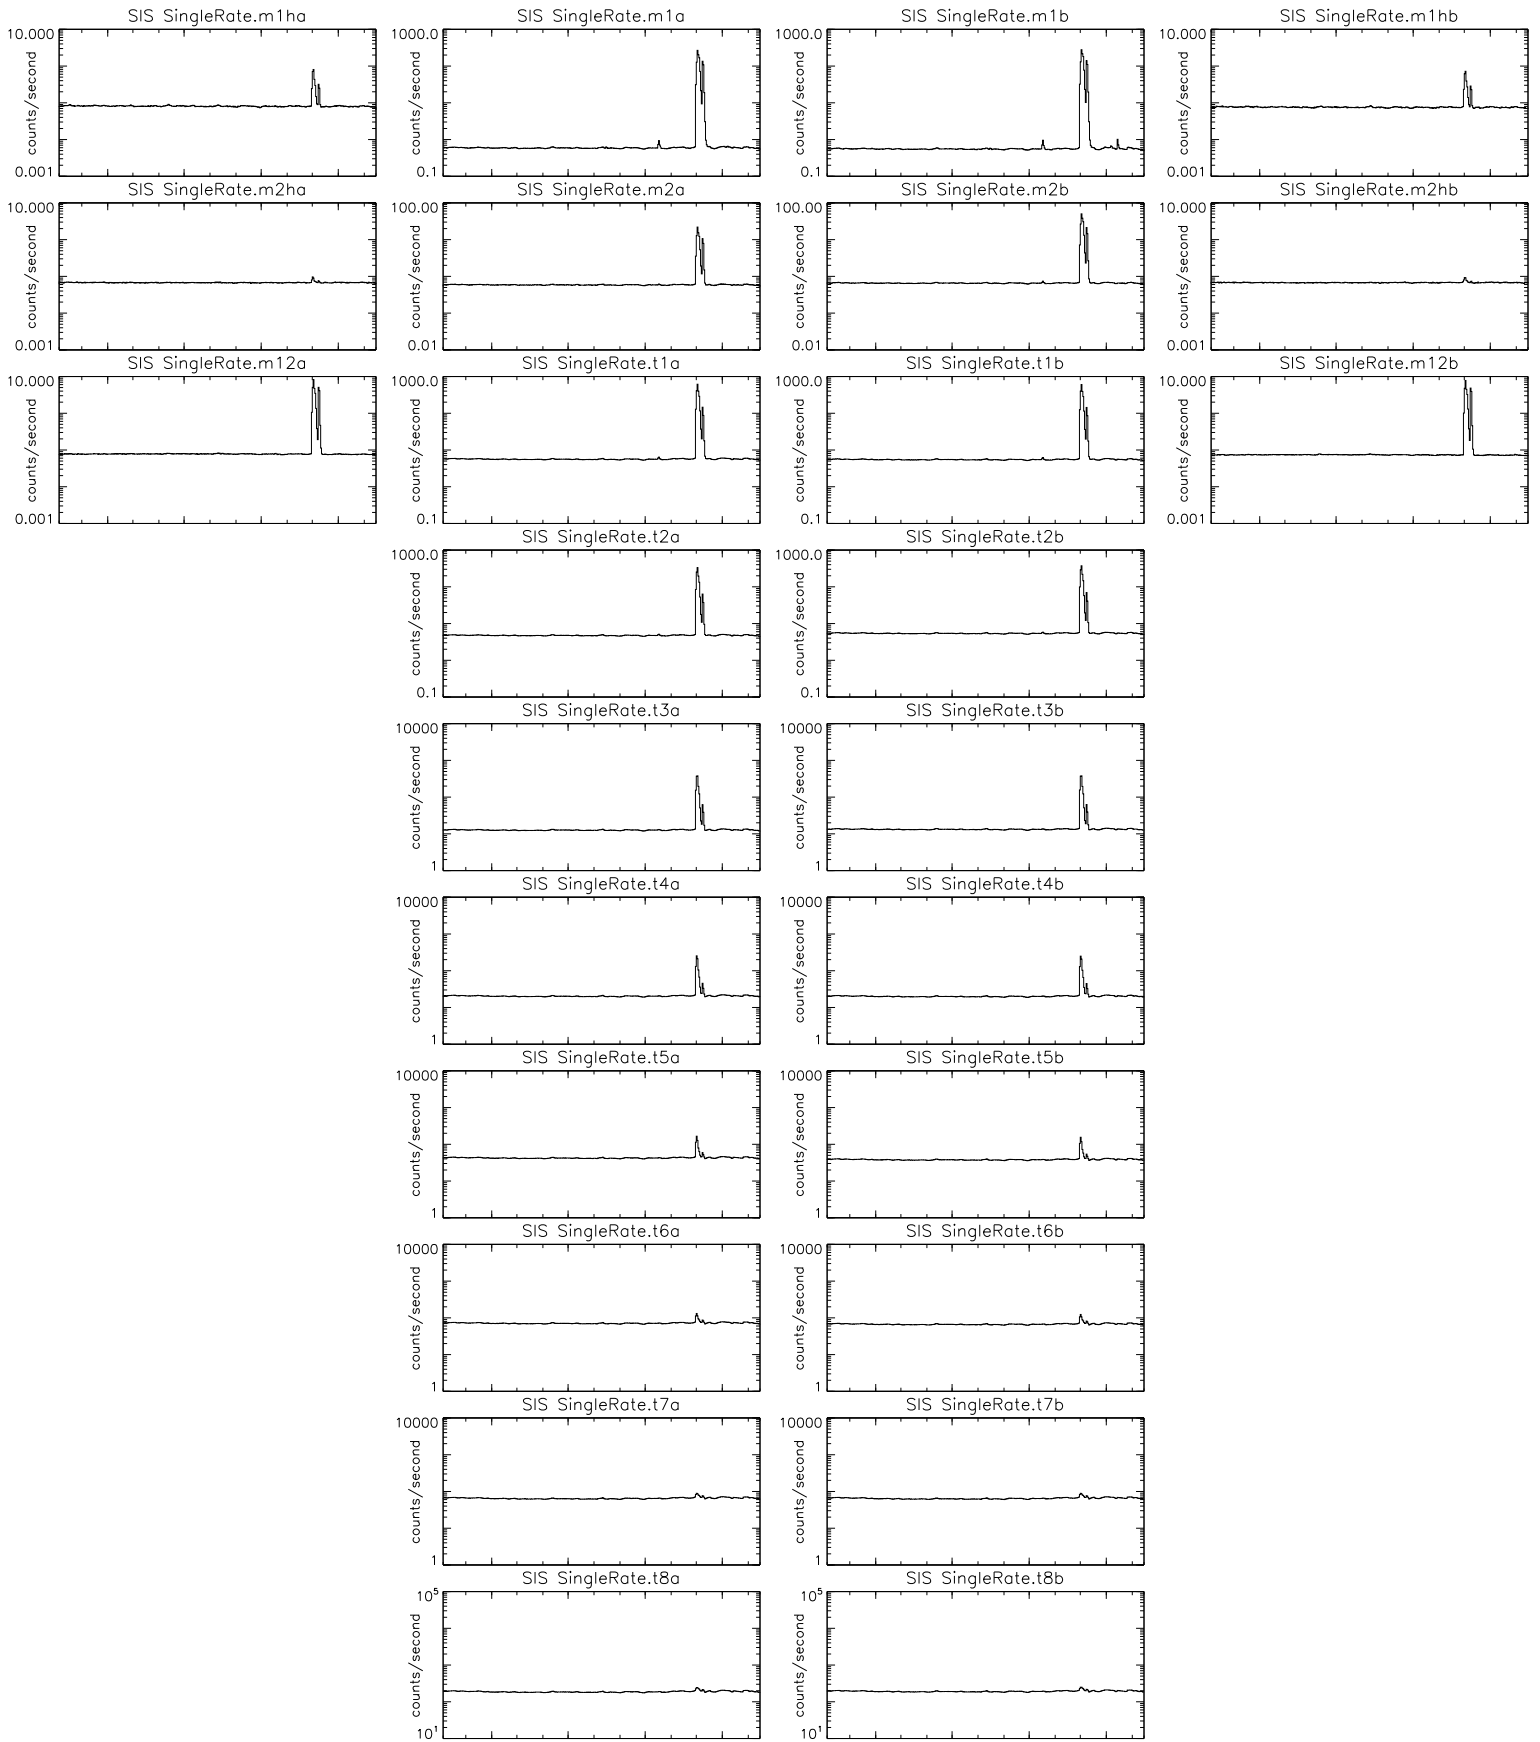 SIS SingleRate.m1ha
10.000
counts/second
0.001
SIS SingleRate.m1a
1000.0
counts/second
0.1
SIS SingleRate.m1b
1000.0
counts/second
0.1
SIS SingleRate.m1hb
10.000
counts/second
0.001
SIS SingleRate.m2ha
10.000
counts/second
0.001
SIS SingleRate.m2a
100.00
counts/second
0.01
SIS SingleRate.m2b
100.00
counts/second
0.01
SIS SingleRate.m2hb
10.000
counts/second
0.001
SIS SingleRate.m12a
10.000
counts/second
0.001
SIS SingleRate.t1a
1000.0
counts/second
0.1
SIS SingleRate.t1b
1000.0
counts/second
0.1
SIS SingleRate.m12b
10.000
counts/second
0.001
SIS SingleRate.t2a
1000.0
counts/second
0.1
SIS SingleRate.t2b
1000.0
counts/second
0.1
SIS SingleRate.t3a
10000
counts/second
1
SIS SingleRate.t3b
10000
counts/second
1
SIS SingleRate.t4a
10000
counts/second
1
SIS SingleRate.t4b
10000
counts/second
1
SIS SingleRate.t5a
10000
counts/second
1
SIS SingleRate.t5b
10000
counts/second
1
SIS SingleRate.t6a
10000
counts/second
1
SIS SingleRate.t6b
10000
counts/second
1
SIS SingleRate.t7a
10000
counts/second
1
SIS SingleRate.t7b
10000
counts/second
1
SIS SingleRate.t8a
10⁵
counts/second
10¹
SIS SingleRate.t8b
10⁵
counts/second
10¹